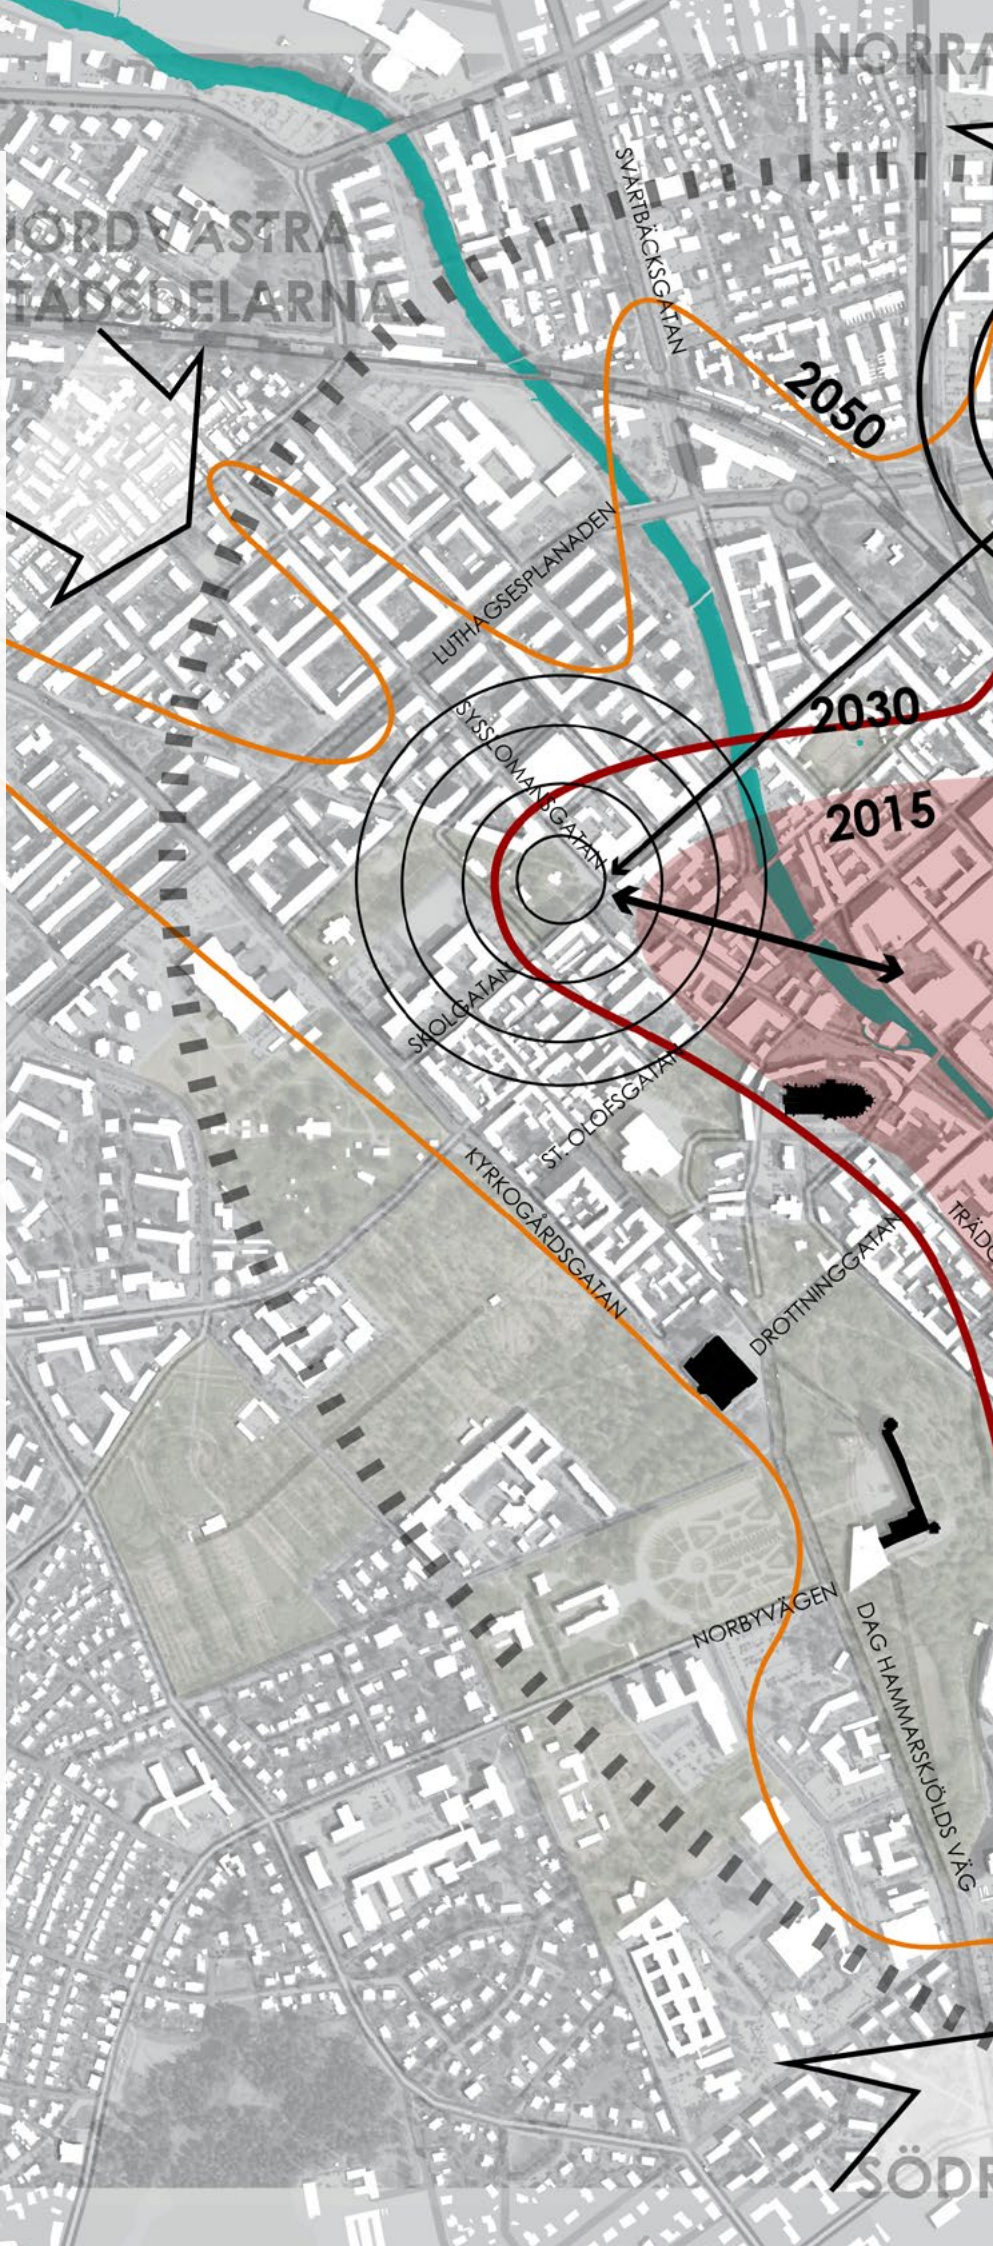 NORRA
SVARTBÄCKSGATAN
JORDVÄSTRA
TADSDELARNA
2050
LUTHAGSESPLANADEN
2030
SYSSLOMANSGATAN
2015
SKOLGATAN
ST. OLOFSGATAN
KYRKOGÅRDSGATAN
TRÄDG
DROTTNINGGATAN
NORBYVÄGEN
DAG HAMMARSKJÖLDS VÄG
SÖDR